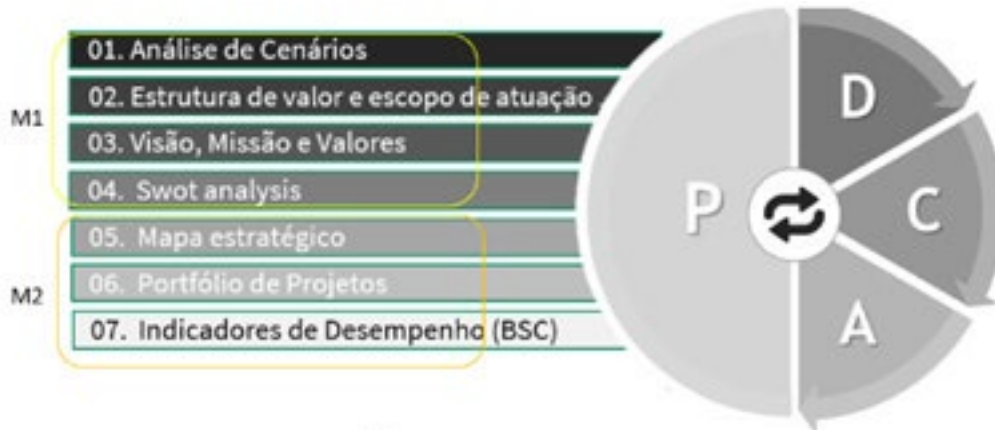 M1
01. Análise de Cenários
02. Estrutura de valor e escopo de atuação
03. Visão, Missão e Valores
04. Swot analysis
M2
05. Mapa estratégico
06. Portfólio de Projetos
07. Indicadores de Desempenho (BSC)
P
D
C
A